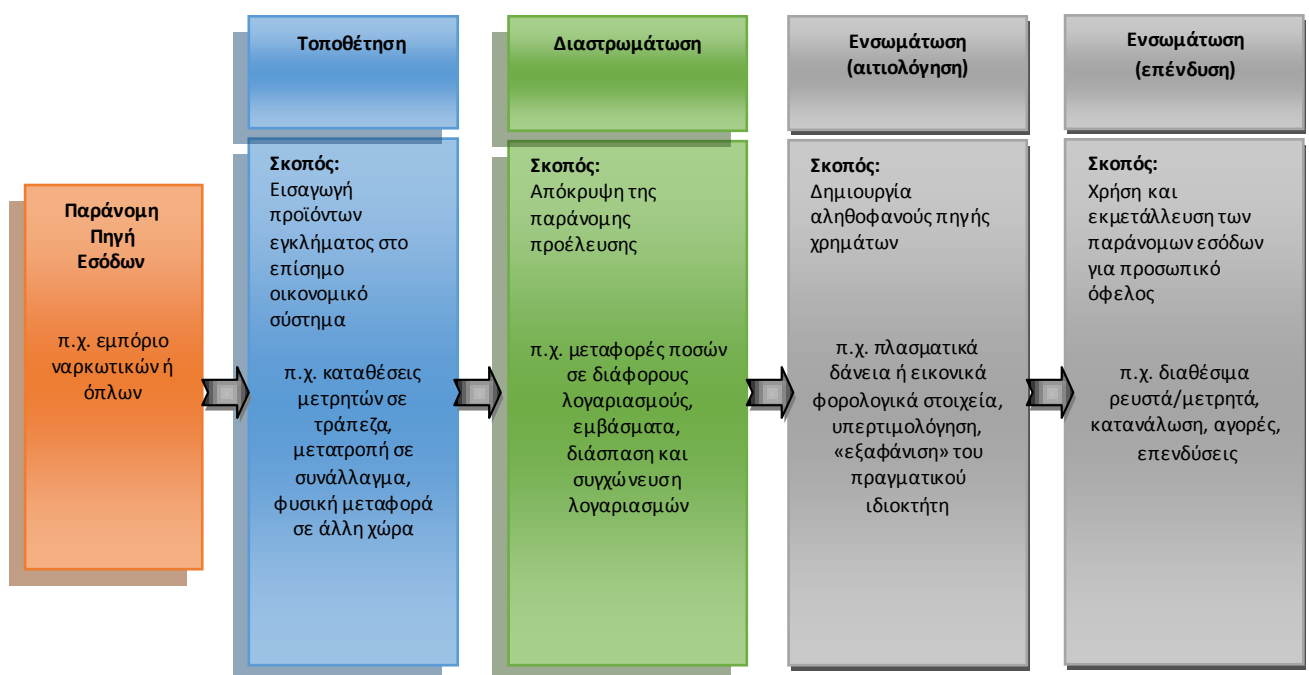 Παράνομη
Πηγή
Εσόδων
π.χ. εμπόριο
ναρκωτικών ή
όπλων
Τοποθέτηση
Σκοπός:
Εισαγωγή
προϊόντων
εγκλήματος στο
επίσημο
οικονομικό
σύστημα
π.χ. καταθέσεις
μετρητών σε
τράπεζα,
μετατροπή σε
συνάλλαγμα,
φυσική μεταφορά
σε άλλη χώρα
Διαστρωμάτωση
Σκοπός:
Απόκρυψη της
παράνομης
προέλευσης
π.χ. μεταφορές ποσών
σε διάφορους
λογαριασμούς,
εμβάσματα,
διάσπαση και
συγχώνευση
λογαριασμών
Ενσωμάτωση
(αιτιολόγηση)
Σκοπός:
Δημιουργία
αληθοφανούς πηγής
χρημάτων
π.χ. πλασματικά
δάνεια ή εικονικά
φορολογικά στοιχεία,
υπερτιμολόγηση,
«εξαφάνιση» του
πραγματικού
ιδιοκτήτη
Ενσωμάτωση
(επένδυση)
Σκοπός:
Χρήση και
εκμετάλλευση των
παράνομων εσόδων
για προσωπικό
όφελος
π.χ. διαθέσιμα
ρευστά/μετρητά,
κατανάλωση, αγορές,
επενδύσεις